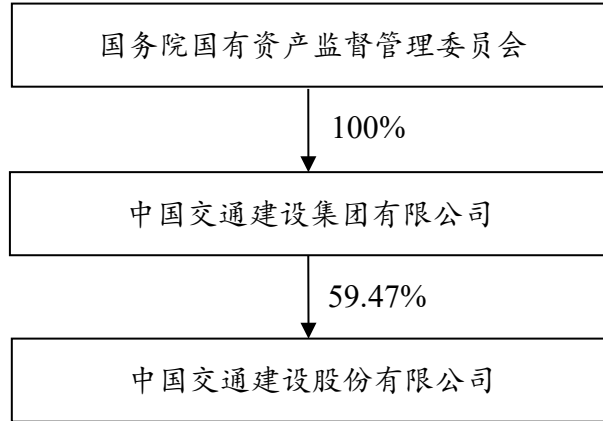 国务院国有资产监督管理委员会
100%
中国交通建设集团有限公司
59.47%
中国交通建设股份有限公司